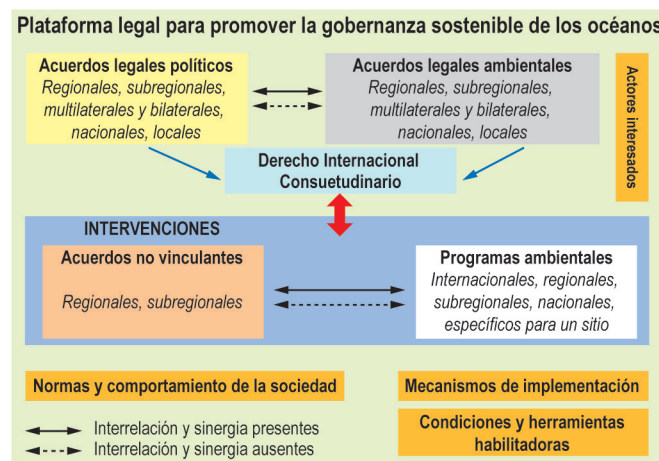 Plataforma legal para promover la gobernanza sostenible de los océanos
Acuerdos legales políticos
Regionales, subregionales,
multilaterales y bilaterales,
nacionales, locales
Acuerdos legales ambientales
Regionales, subregionales,
multilaterales y bilaterales,
nacionales, locales
Actores interesados
Derecho Internacional
Consuetudinario
INTERVENCIONES
Acuerdos no vinculantes
Regionales, subregionales
Programas ambientales
Internacionales, regionales,
subregionales, nacionales,
específicos para un sitio
Normas y comportamiento de la sociedad
Mecanismos de implementación
Condiciones y herramientas
habilitadoras
Interrelación y sinergia presentes
Interrelación y sinergia ausentes